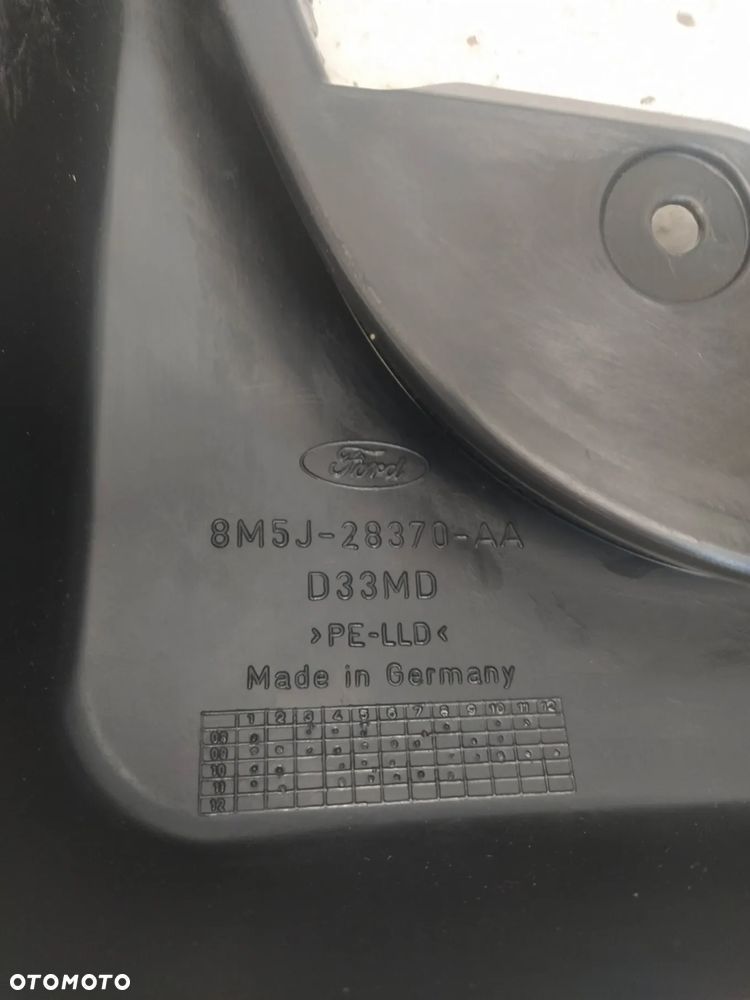 Ford
8M5J-28370-AA
D33MD
>PE-LLD<
Made in Germany
1 2 3 4 5 6 7 8 9 10 11 12
08
09
10
11
12
OTOMOTO